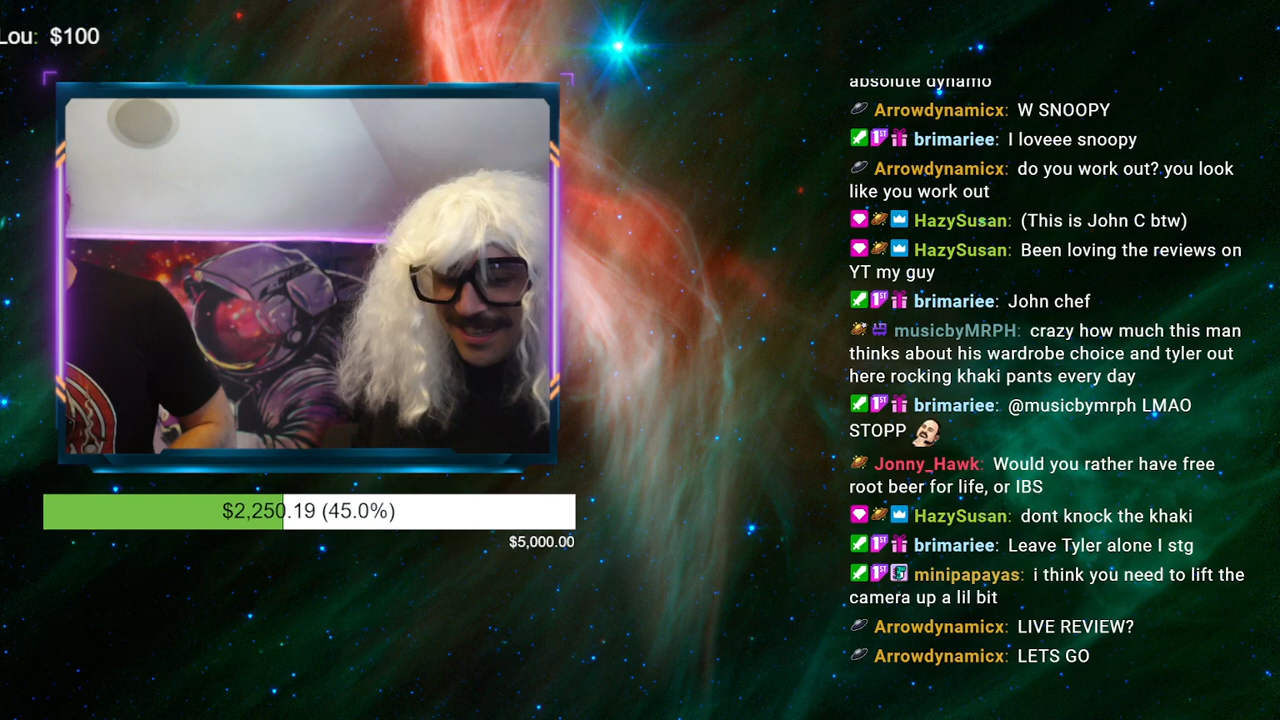 Lou: $100
absolute dynamo
Arrowdynamicx: W SNOOPY
brimariee: I loveee snoopy
Arrowdynamicx: do you work out? you look
like you work out
HazySusan: (This is John C btw)
HazySusan: Been loving the reviews on
YT my guy
brimariee: John chef
musicbyMRPH: crazy how much this man
thinks about his wardrobe choice and tyler out
here rocking khaki pants every day
brimariee: @musicbymrph LMAO
STOPP
Jonny_Hawk: Would you rather have free
root beer for life, or IBS
HazySusan: dont knock the khaki
brimariee: Leave Tyler alone I stg
minipapayas: i think you need to lift the
camera up a lil bit
Arrowdynamicx: LIVE REVIEW?
Arrowdynamicx: LETS GO
$2,250.19 (45.0%)
$5,000.00